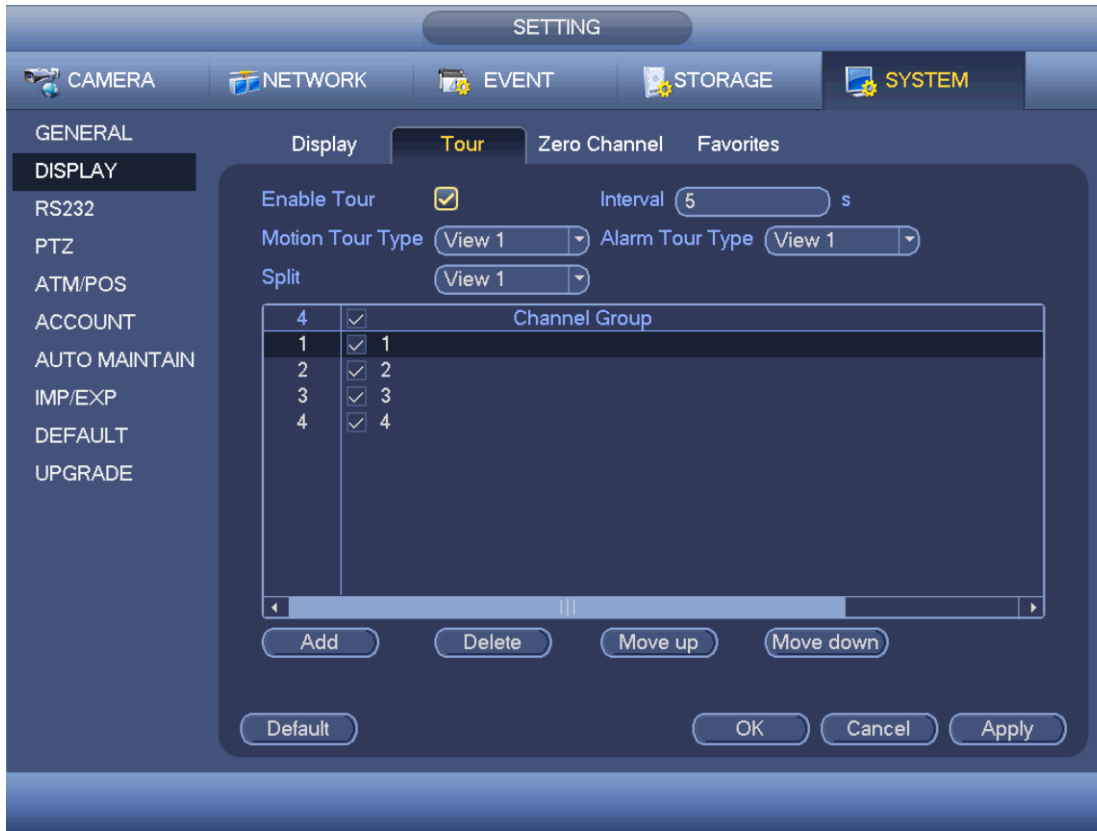 SETTING
CAMERA NETWORK EVENT STORAGE SYSTEM
GENERAL
DISPLAY
RS232
PTZ
ATM/POS
ACCOUNT
AUTO MAINTAIN
IMP/EXP
DEFAULT
UPGRADE
Display Tour Zero Channel Favorites
Enable Tour Interval 5 s
Motion Tour Type View 1 Alarm Tour Type View 1
Split View 1
4 Channel Group
1 1
2 2
3 3
4 4
Add Delete Move up Move down
Default OK Cancel Apply